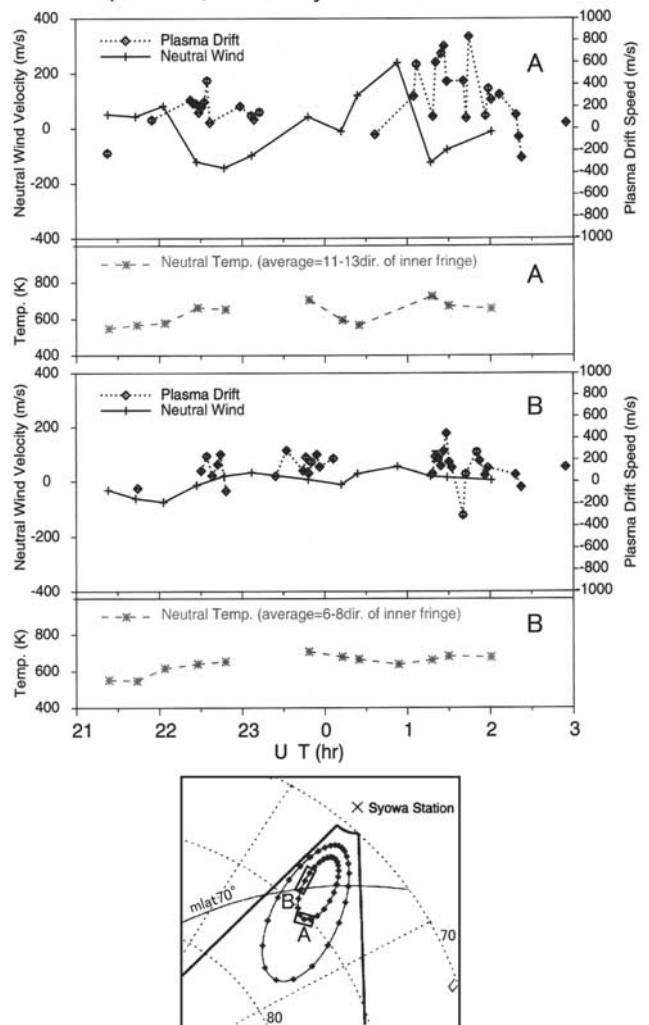 400
200
0
-200
-400
Neutral Wind Velocity (m/s)
Plasma Drift
Neutral Wind
A
1000
800
600
400
200
0
-200
-400
-600
-800
1000
Plasma Drift Speed (m/s)
800
600
400
Temp. (K)
Neutral Temp. (average=11-13dir. of inner fringe)
A
400
200
0
-200
-400
Neutral Wind Velocity (m/s)
Plasma Drift
Neutral Wind
B
1000
800
600
400
200
0
-200
-400
-600
-800
1000
Plasma Drift Speed (m/s)
800
600
400
Temp. (K)
Neutral Temp. (average=6-8dir. of inner fringe)
B
21 22 23 0 1 2 3
U T (hr)
Syowa Station
mlat70°
B
A
70
80